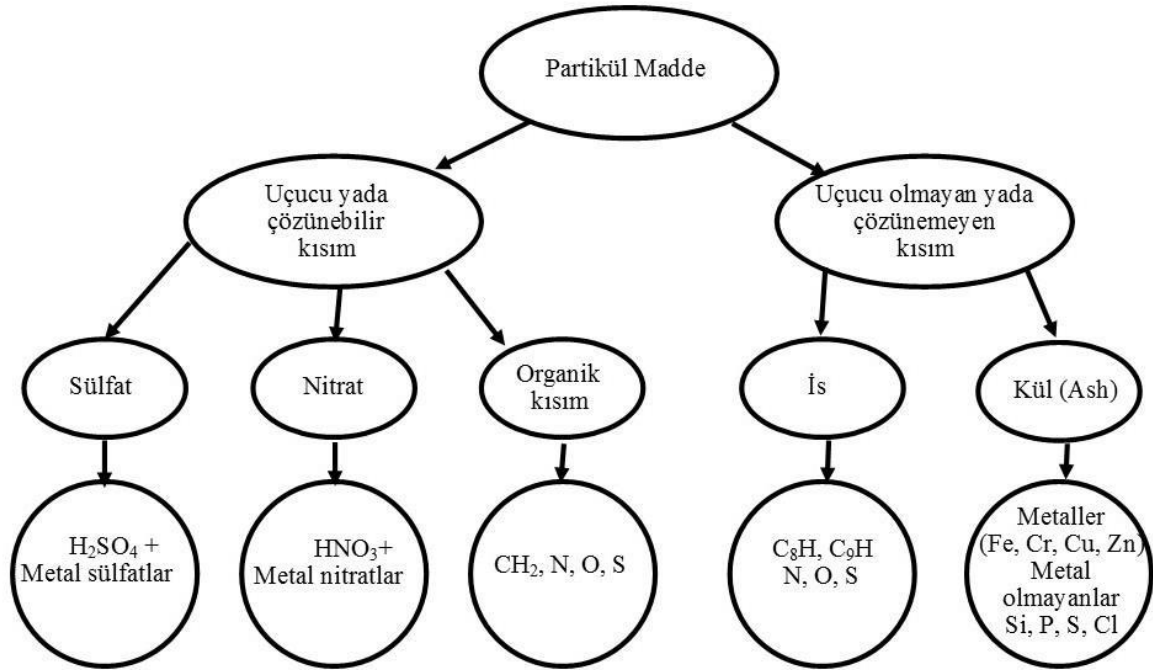 Partikül Madde
Uçucu yada
çözünebilir
kısım
Uçucu olmayan yada
çözünemeyen
kısım
Sülfat
Nitrat
Organik
kısım
İs
Kül (Ash)
H₂SO₄ +
Metal sülfatlar
HNO₃+
Metal nitratlar
CH₂, N, O, S
C₈H, C₉H
N, O, S
Metaller
(Fe, Cr, Cu, Zn)
Metal
olmayanlar
Si, P, S, Cl